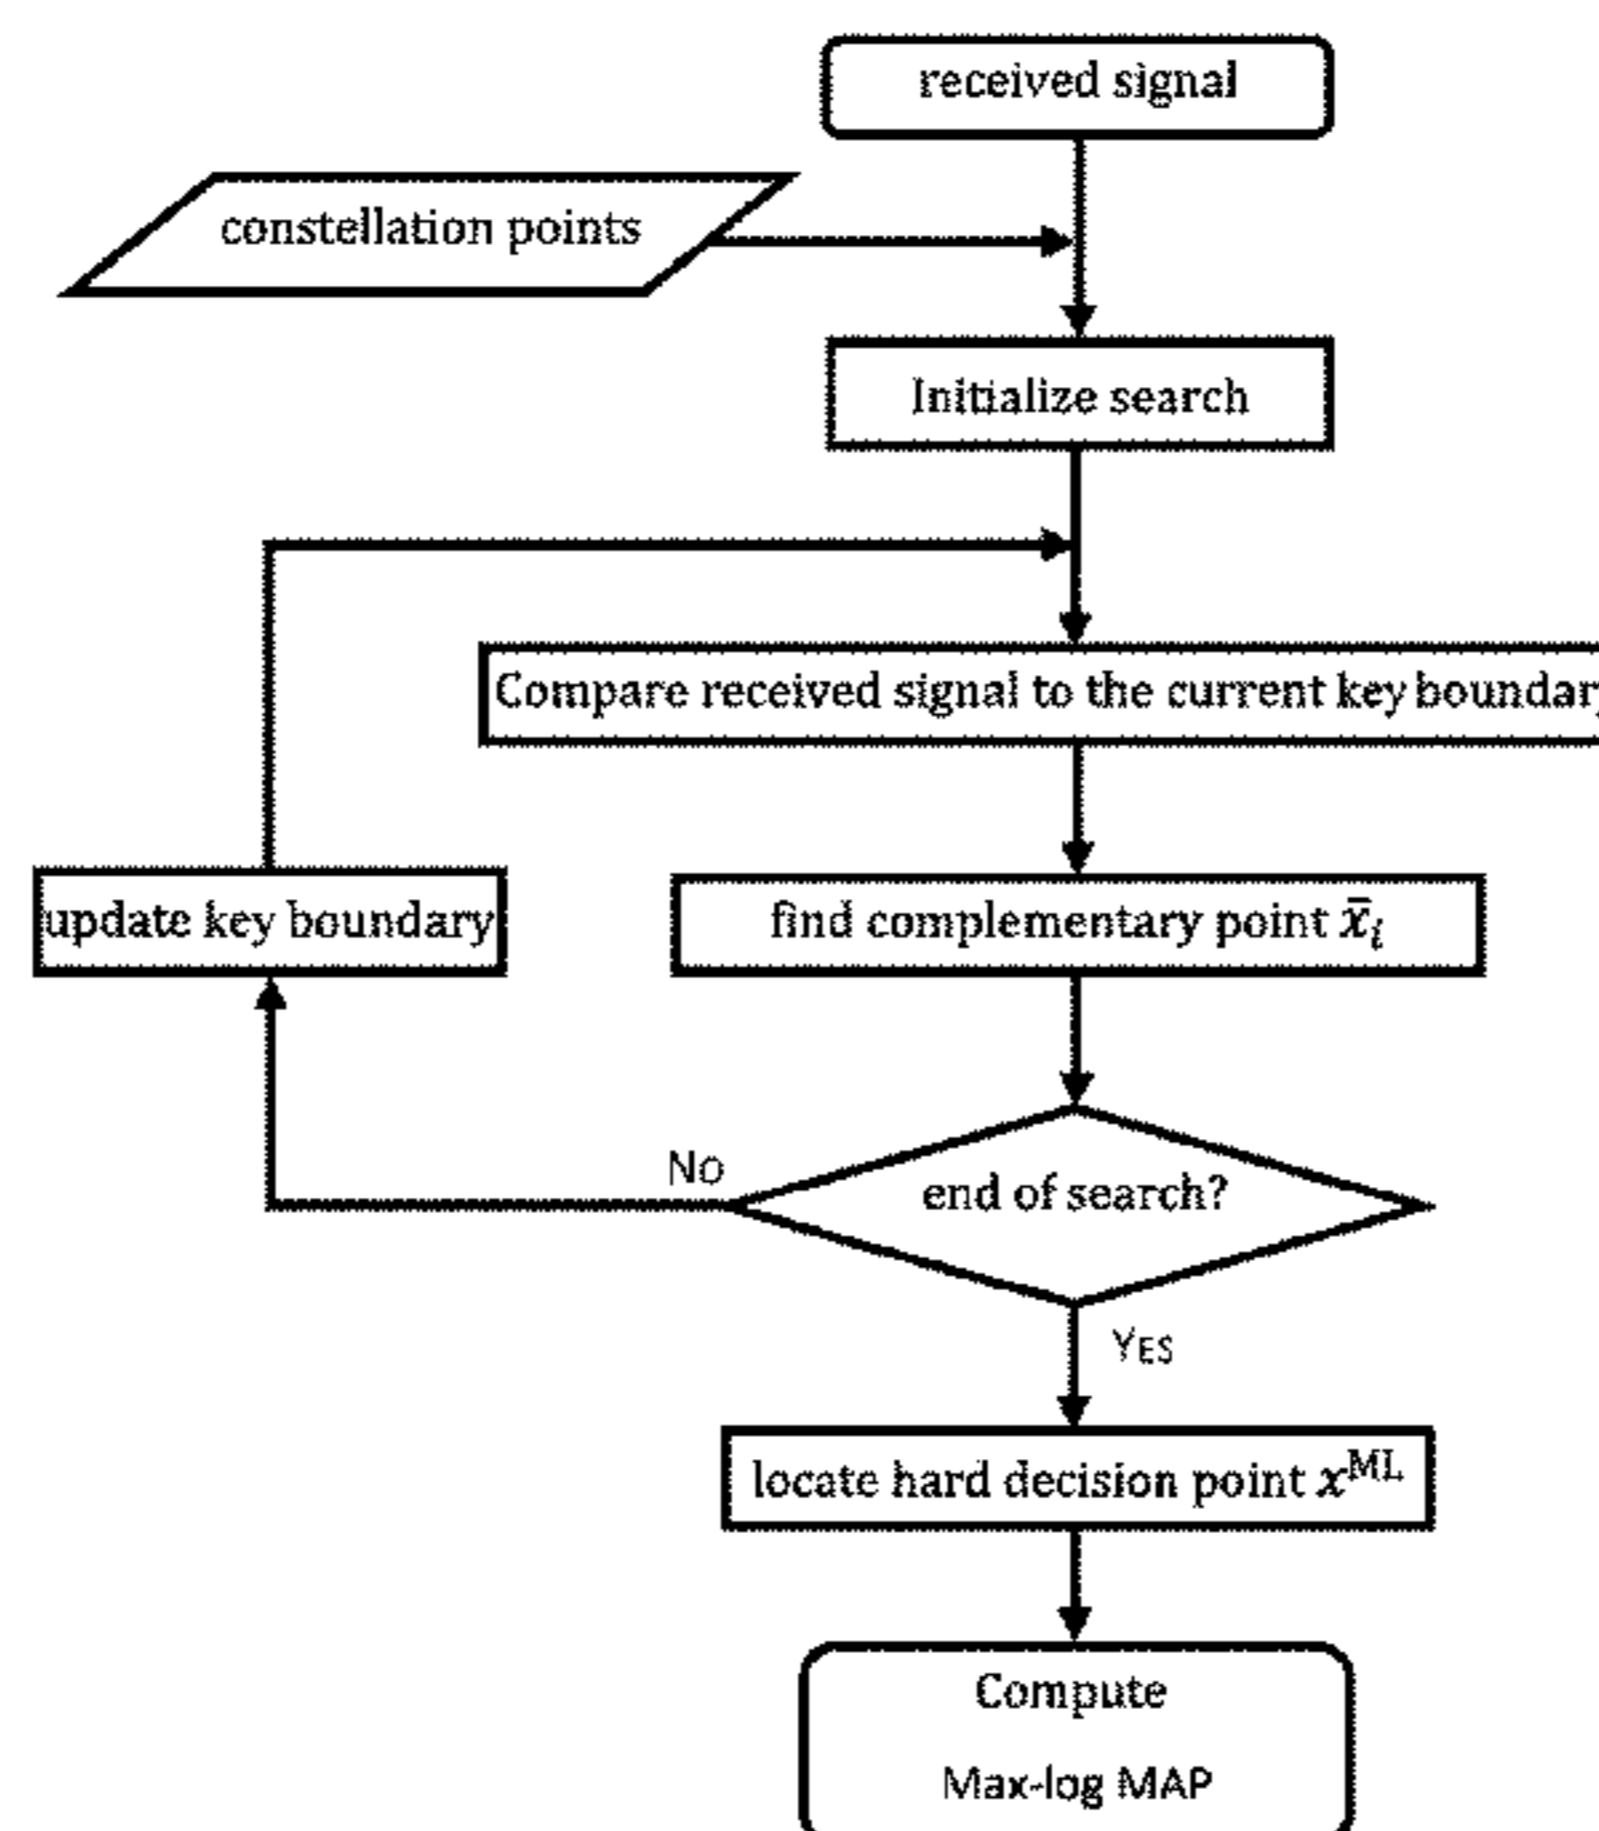 received signal
constellation points
Initialize search
Compare received signal to the current key boundary
update key boundary
find complementary point x̄ᵢ
No
end of search?
Yes
locate hard decision point x^ML
Compute
Max-log MAP